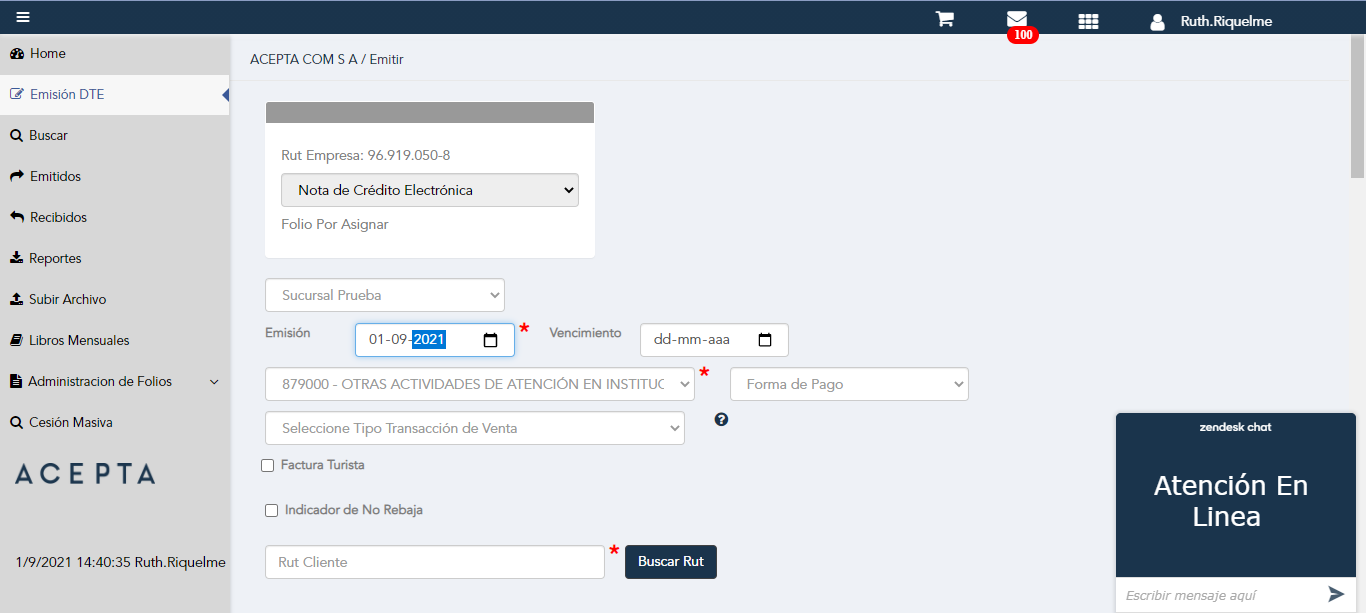 100
Ruth.Riquelme
Home
Emisión DTE
Buscar
Emitidos
Recibidos
Reportes
Subir Archivo
Libros Mensuales
Administracion de Folios
Cesión Masiva
ACEPTA
1/9/2021 14:40:35 Ruth.Riquelme
ACEPTA COM S A / Emitir
Rut Empresa: 96.919.050-8
Nota de Crédito Electrónica
Folio Por Asignar
Sucursal Prueba
Emisión 01-09-2021 * Vencimiento dd-mm-aaa
879000 - OTRAS ACTIVIDADES DE ATENCIÓN EN INSTITUC * Forma de Pago
Seleccione Tipo Transacción de Venta ?
Factura Turista
Indicador de No Rebaja
Rut Cliente * Buscar Rut
zendesk chat
Atención En
Linea
Escribir mensaje aquí